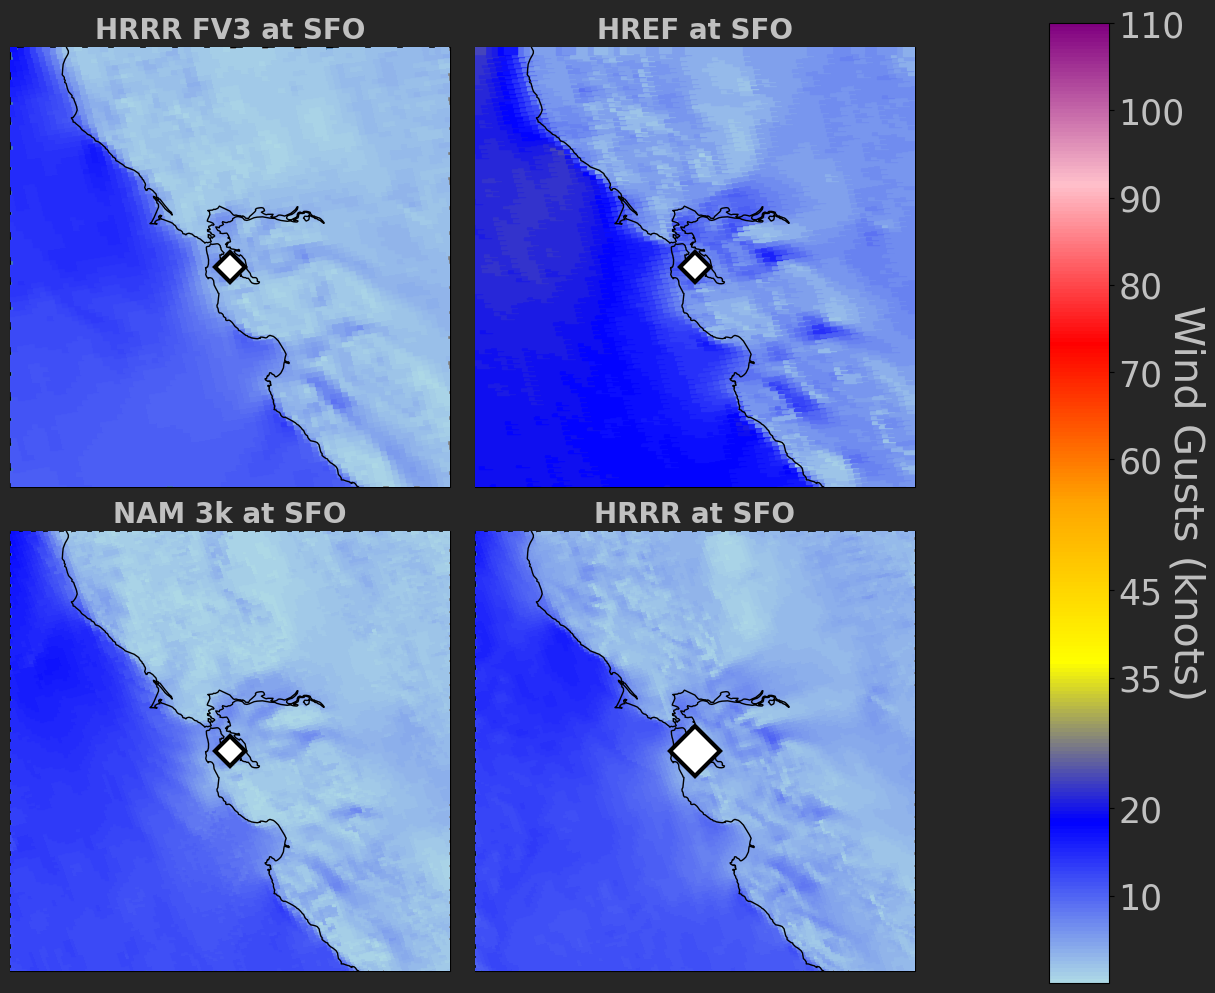 HRRR FV3 at SFO
HREF at SFO
NAM 3k at SFO
HRRR at SFO
110
100
90
80
70
60
45
35
20
10
Wind Gusts (knots)